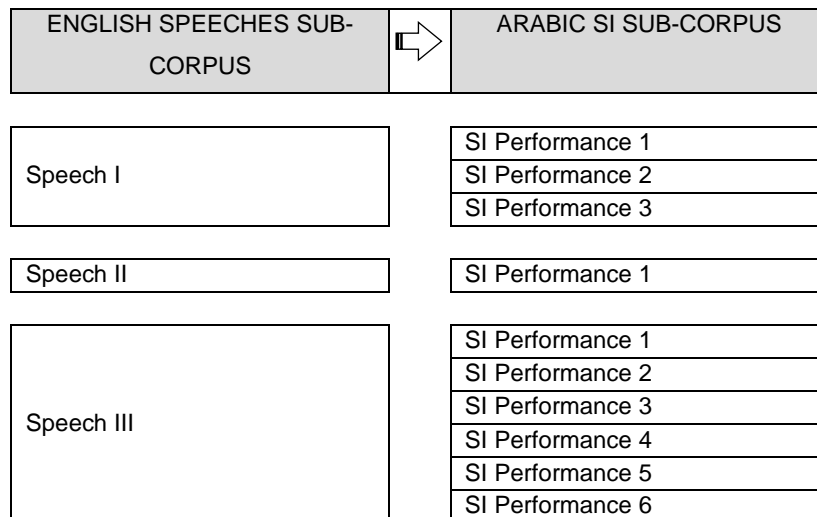 ENGLISH SPEECHES SUB-
CORPUS
ARABIC SI SUB-CORPUS
Speech I
SI Performance 1
SI Performance 2
SI Performance 3
Speech II
SI Performance 1
Speech III
SI Performance 1
SI Performance 2
SI Performance 3
SI Performance 4
SI Performance 5
SI Performance 6